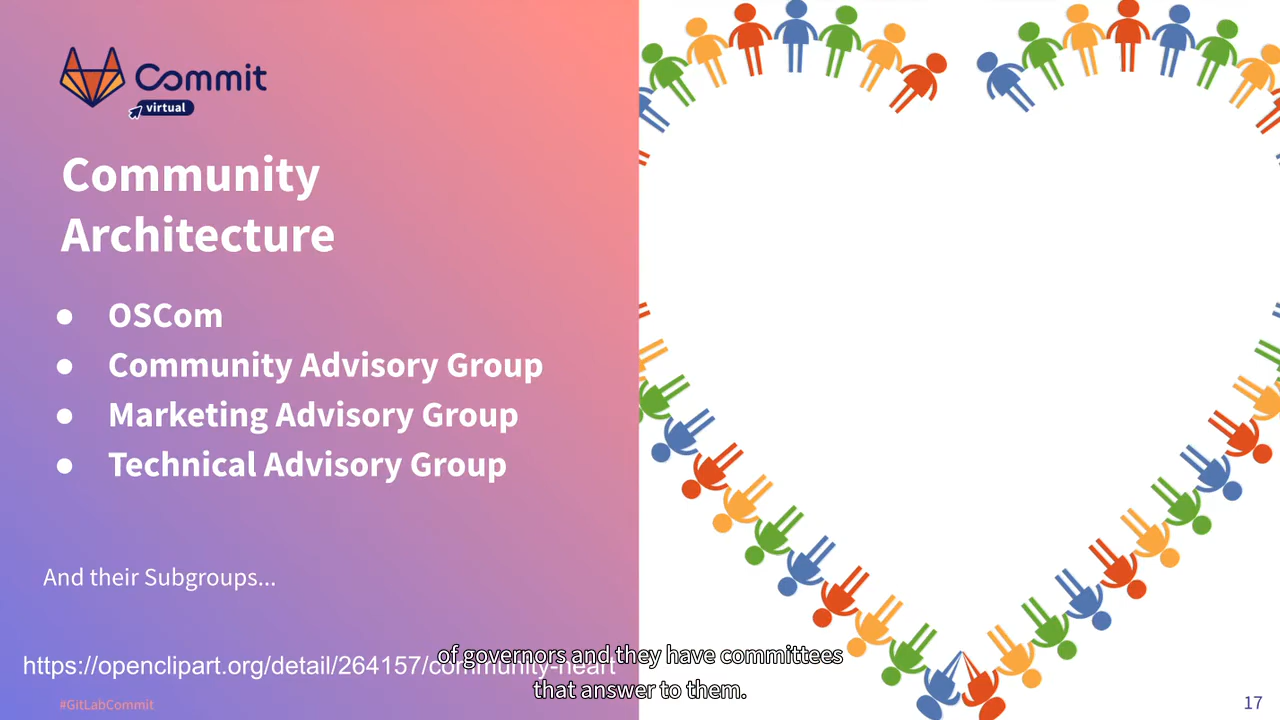 Commit
virtual
Community
Architecture
● OSCom
● Community Advisory Group
● Marketing Advisory Group
● Technical Advisory Group
And their Subgroups...
https://openclipart.org/detail/264157/community-heart
of governors and they have committees
that answer to them.
#GitLabCommit
17